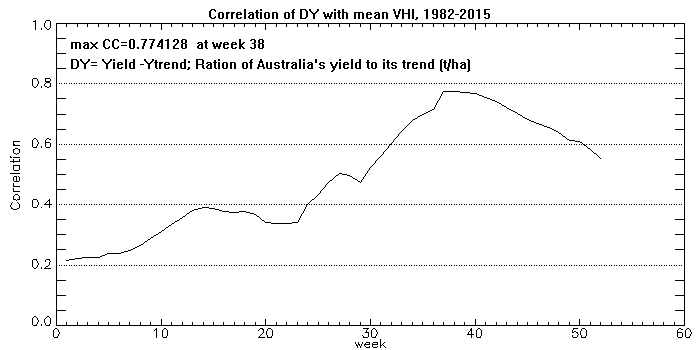 Correlation of DY with mean VHI, 1982-2015
1.0
max CC=0.774128 at week 38
DY= Yield -Ytrend; Ration of Australia's yield to its trend (t/ha)
0.8
0.6
Correlation
0.4
0.2
0.0
0 10 20 30 40 50 60
week